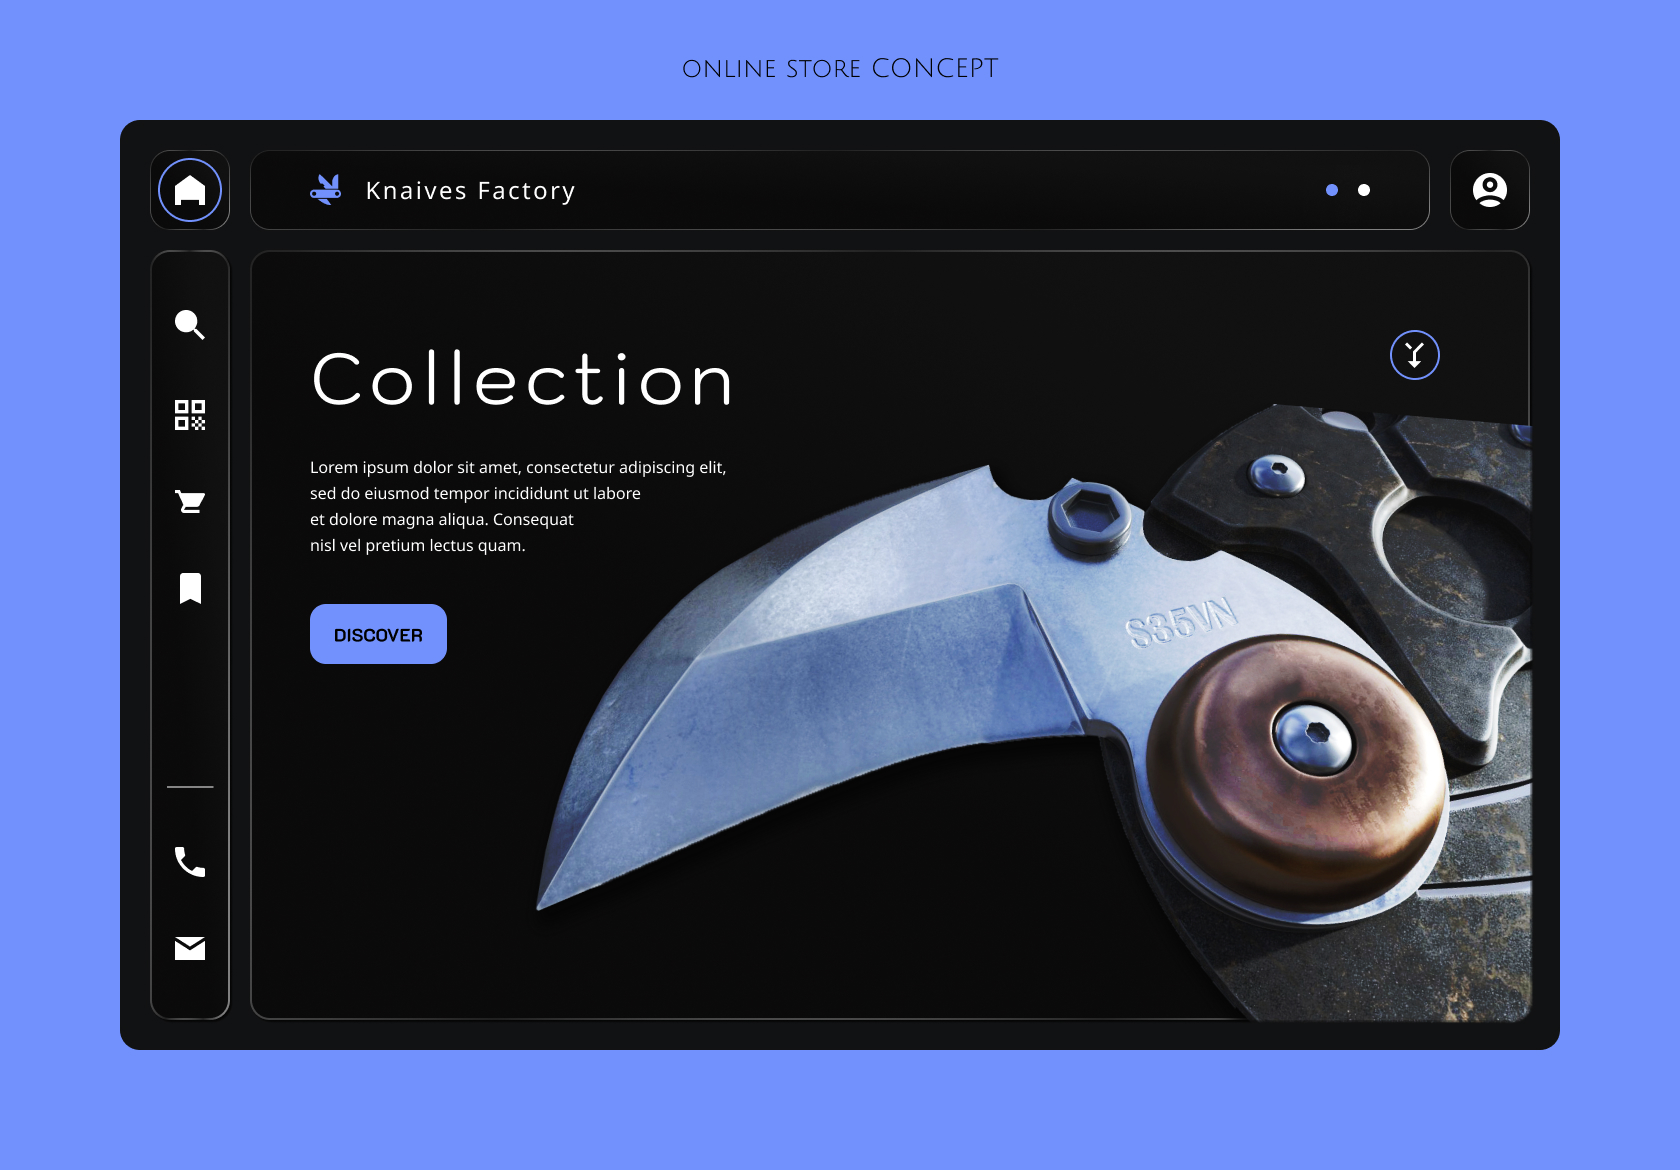 ONLINE STORE CONCEPT
Knaives Factory
Collection
Lorem ipsum dolor sit amet, consectetur adipiscing elit,
sed do eiusmod tempor incididunt ut labore
et dolore magna aliqua. Consequat
nisl vel pretium lectus quam.
DISCOVER
S35VN